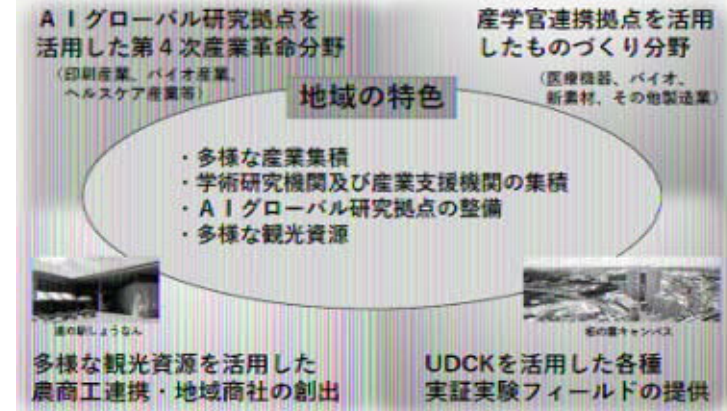 ＡＩグローバル研究拠点を
活用した第４次産業革命分野
（印刷産業、バイオ産業、
ヘルスケア産業等）
産学官連携拠点を活用
したものづくり分野
（医療機器、バイオ、
新素材、その他製造業）
地域の特色
・多様な産業集積
・学術研究機関及び産業支援機関の集積
・ＡＩグローバル研究拠点の整備
・多様な観光資源
道の駅しょうなん
柏の葉キャンパス
多様な観光資源を活用した
農商工連携・地域商社の創出
UDCKを活用した各種
実証実験フィールドの提供